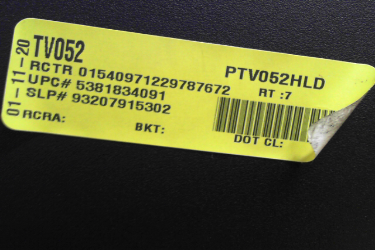 01-11-20
TV052
RCTR 01540971229787672
UPC# 5381834091
SLP# 93207915302
RCRA:
BKT:
PTV052HLD
RT :7
DOT CL: